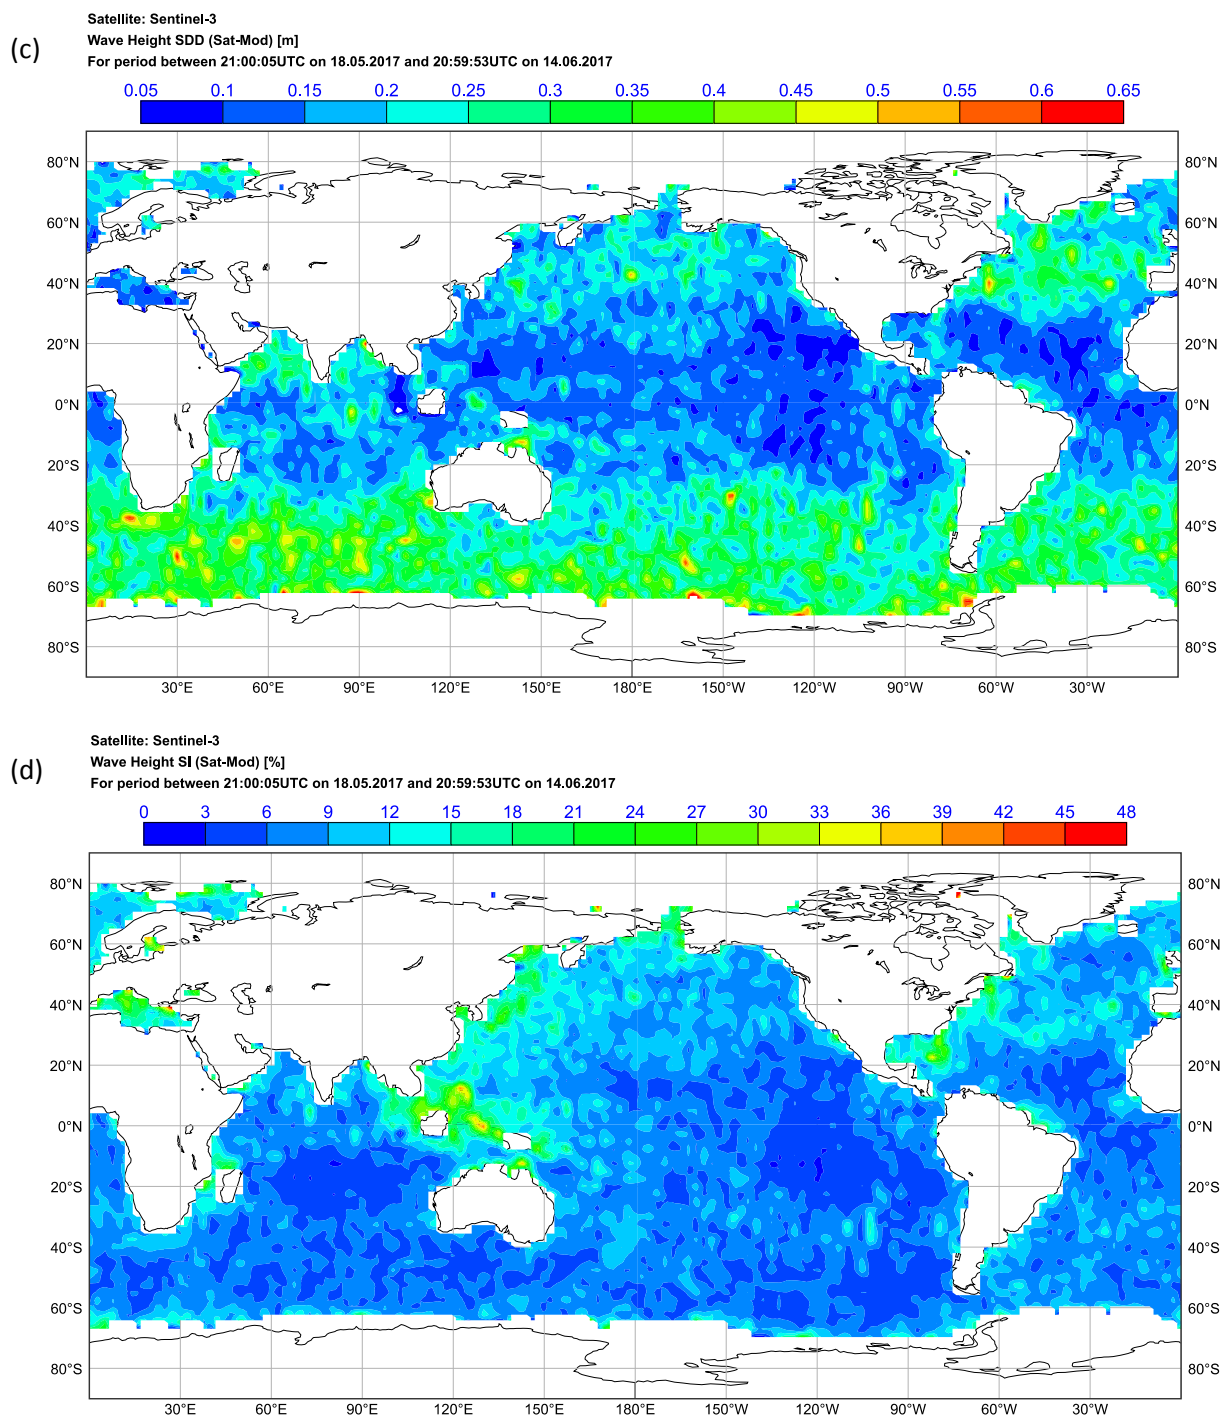 (c)
Satellite: Sentinel-3
Wave Height SDD (Sat-Mod) [m]
For period between 21:00:05UTC on 18.05.2017 and 20:59:53UTC on 14.06.2017
0.05 0.1 0.15 0.2 0.25 0.3 0.35 0.4 0.45 0.5 0.55 0.6 0.65
80°N 80°N
60°N 60°N
40°N 40°N
20°N 20°N
0°N 0°N
20°S 20°S
40°S 40°S
60°S 60°S
80°S 80°S
30°E 60°E 90°E 120°E 150°E 180°E 150°W 120°W 90°W 60°W 30°W
(d)
Satellite: Sentinel-3
Wave Height SI (Sat-Mod) [%]
For period between 21:00:05UTC on 18.05.2017 and 20:59:53UTC on 14.06.2017
0 3 6 9 12 15 18 21 24 27 30 33 36 39 42 45 48
80°N 80°N
60°N 60°N
40°N 40°N
20°N 20°N
0°N 0°N
20°S 20°S
40°S 40°S
60°S 60°S
80°S 80°S
30°E 60°E 90°E 120°E 150°E 180°E 150°W 120°W 90°W 60°W 30°W